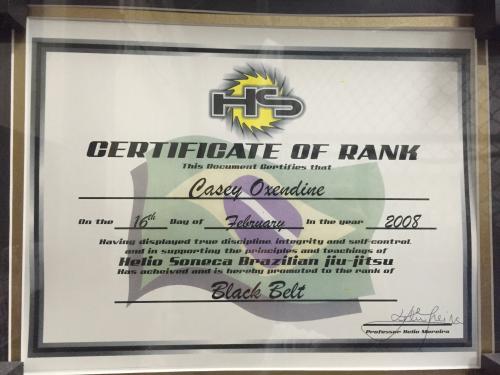 HS
CERTIFICATE OF RANK
This Document Certifies that
Casey Oxendine
On the 16th Day of February In the year 2008
Having displayed true discipline, integrity and self-control
and in supporting the principles and teachings of
Helio Soneca Brazilian jiu-jitsu
Has acheived and is hereby promoted to the rank of
Black Belt
Professor Helio Moreira